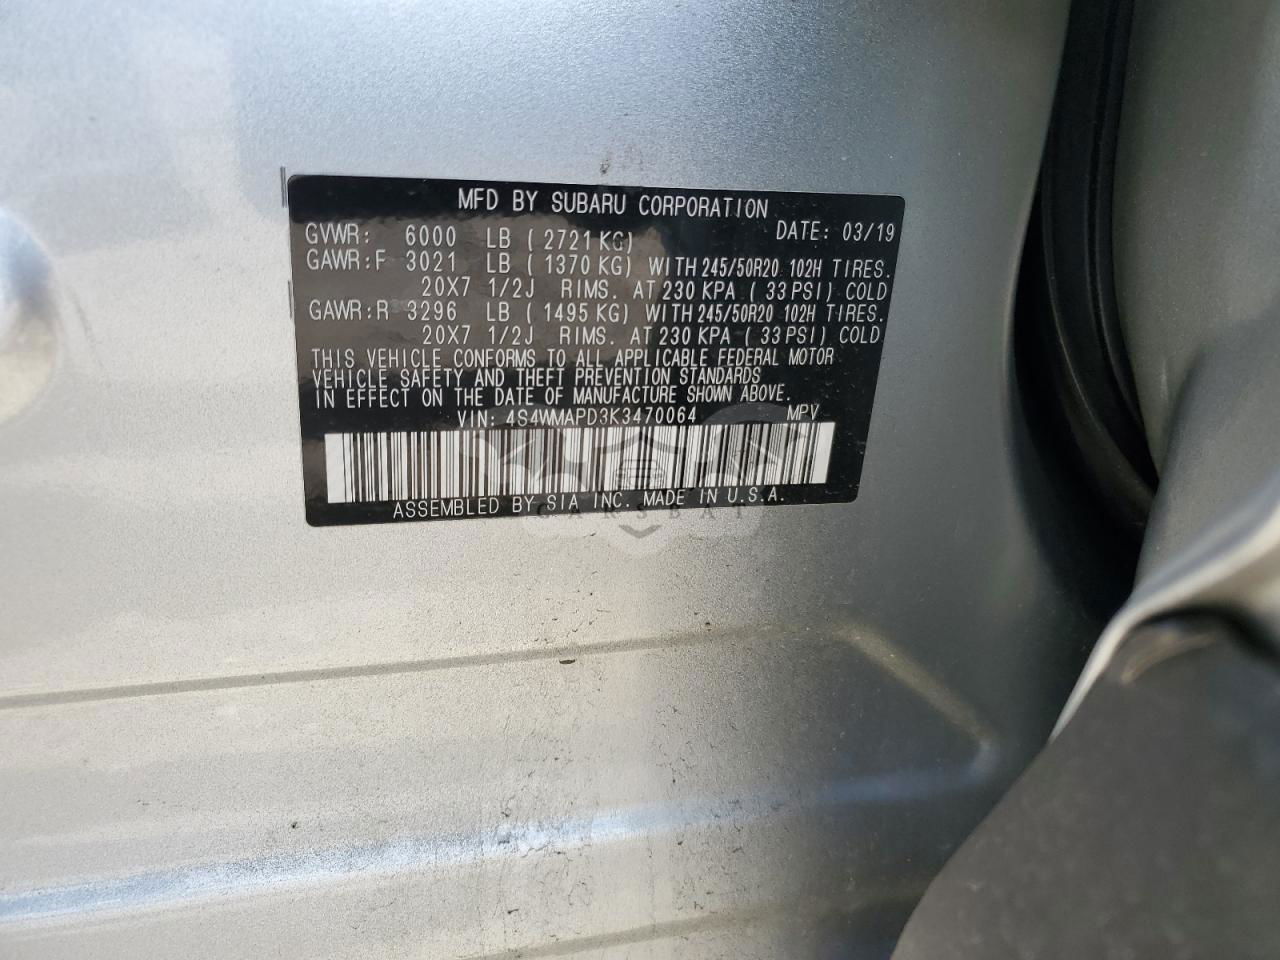 MFD BY SUBARU CORPORATION
GVWR: 6000 LB ( 2721 KG) DATE: 03/19
GAWR:F 3021 LB ( 1370 KG) WITH 245/50R20 102H TIRES.
20X7 1/2J RIMS. AT 230 KPA ( 33 PSI) COLD
GAWR:R 3296 LB ( 1495 KG) WITH 245/50R20 102H TIRES.
20X7 1/2J RIMS. AT 230 KPA ( 33 PSI) COLD
THIS VEHICLE CONFORMS TO ALL APPLICABLE FEDERAL MOTOR
VEHICLE SAFETY AND THEFT PREVENTION STANDARDS
IN EFFECT ON THE DATE OF MANUFACTURE SHOWN ABOVE.
VIN: 4S4WMAPD3K3470064 MPV
ASSEMBLED BY SIA INC. MADE IN U.S.A.
CARSBAT